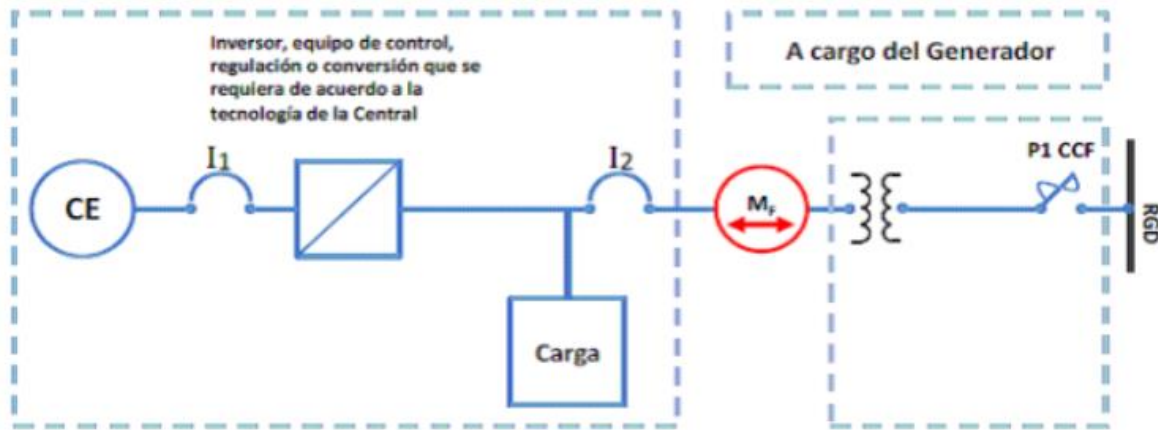 Inversor, equipo de control,
regulación o conversión que se
requiera de acuerdo a la
tecnología de la Central
A cargo del Generador
CE
I1
I2
MF
P1 CCF
RGD
Carga